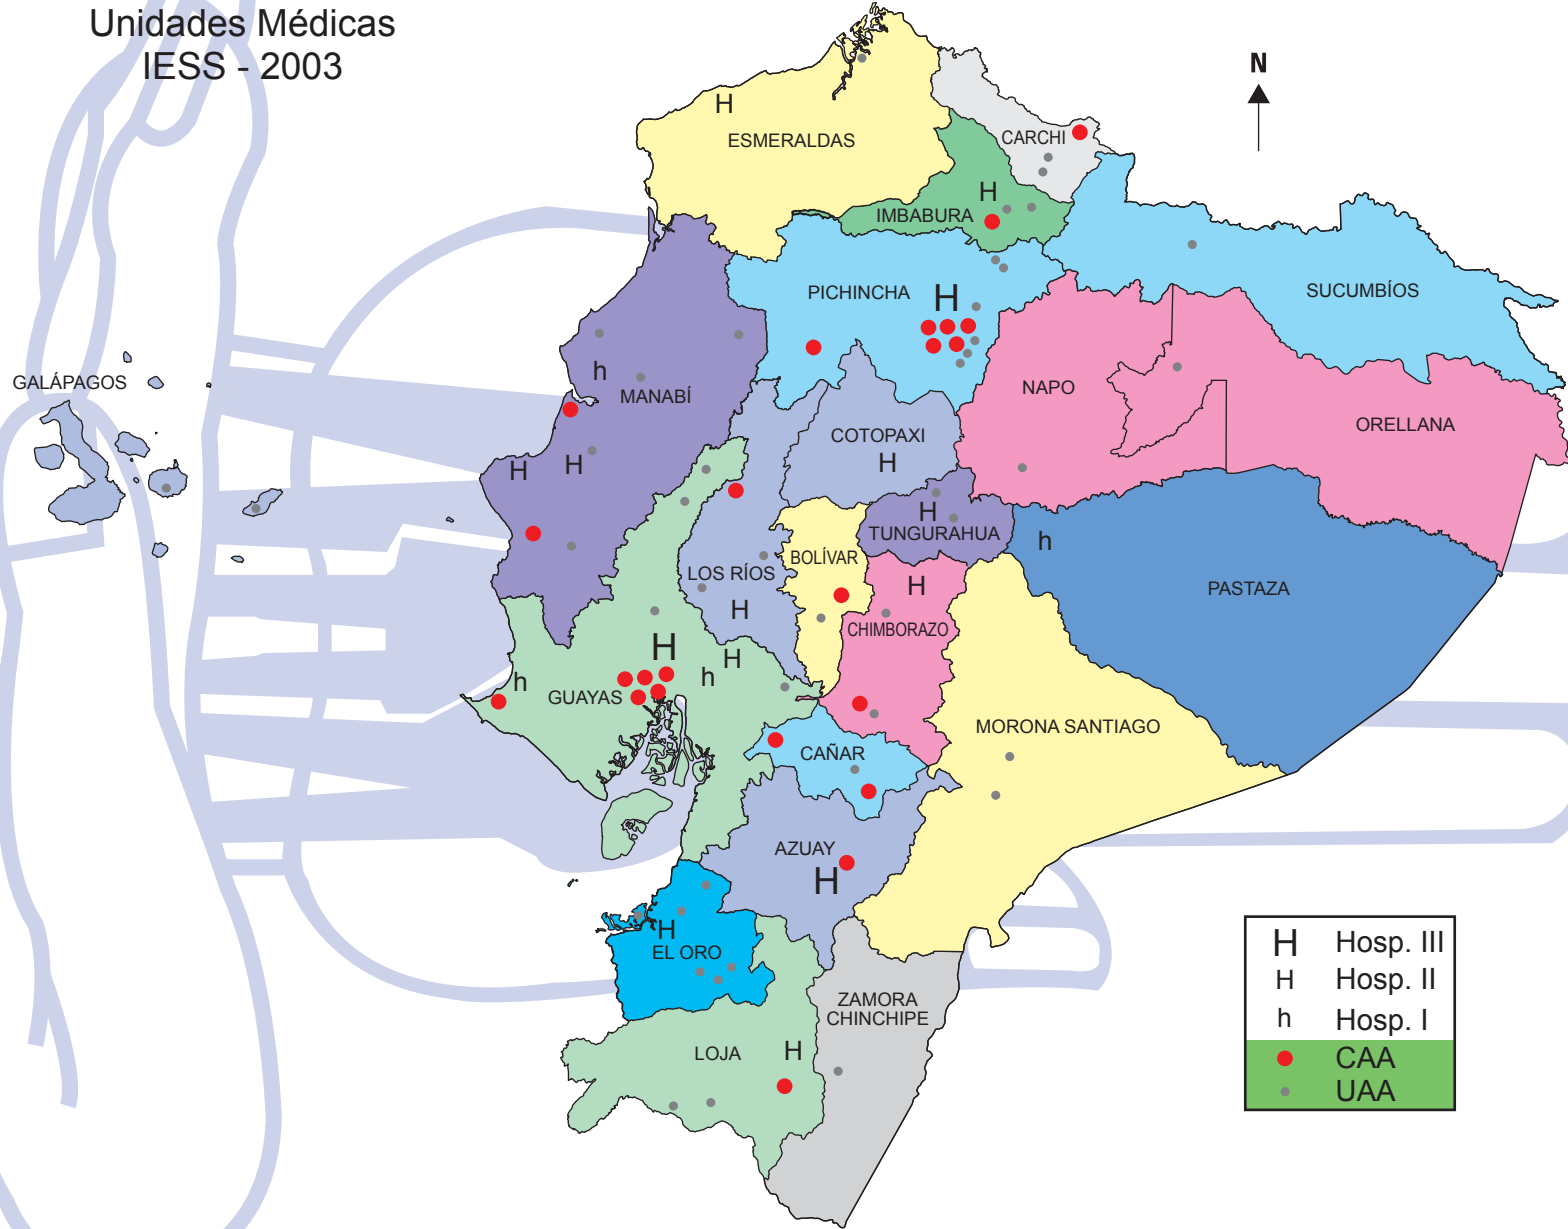 Unidades Médicas
IESS - 2003
N
H
ESMERALDAS
CARCHI
H
IMBABURA
PICHINCHA
H
SUCUMBÍOS
GALÁPAGOS
h
MANABÍ
NAPO
ORELLANA
COTOPAXI
H
H
H
H
TUNGURAHUA
h
BOLÍVAR
LOS RÍOS
H
H
PASTAZA
CHIMBORAZO
H
H
h
h
GUAYAS
MORONA SANTIAGO
CAÑAR
AZUAY
H
H
EL ORO
ZAMORA
CHINCHIPE
LOJA
H
H Hosp. III
H Hosp. II
h Hosp. I
CAA
UAA